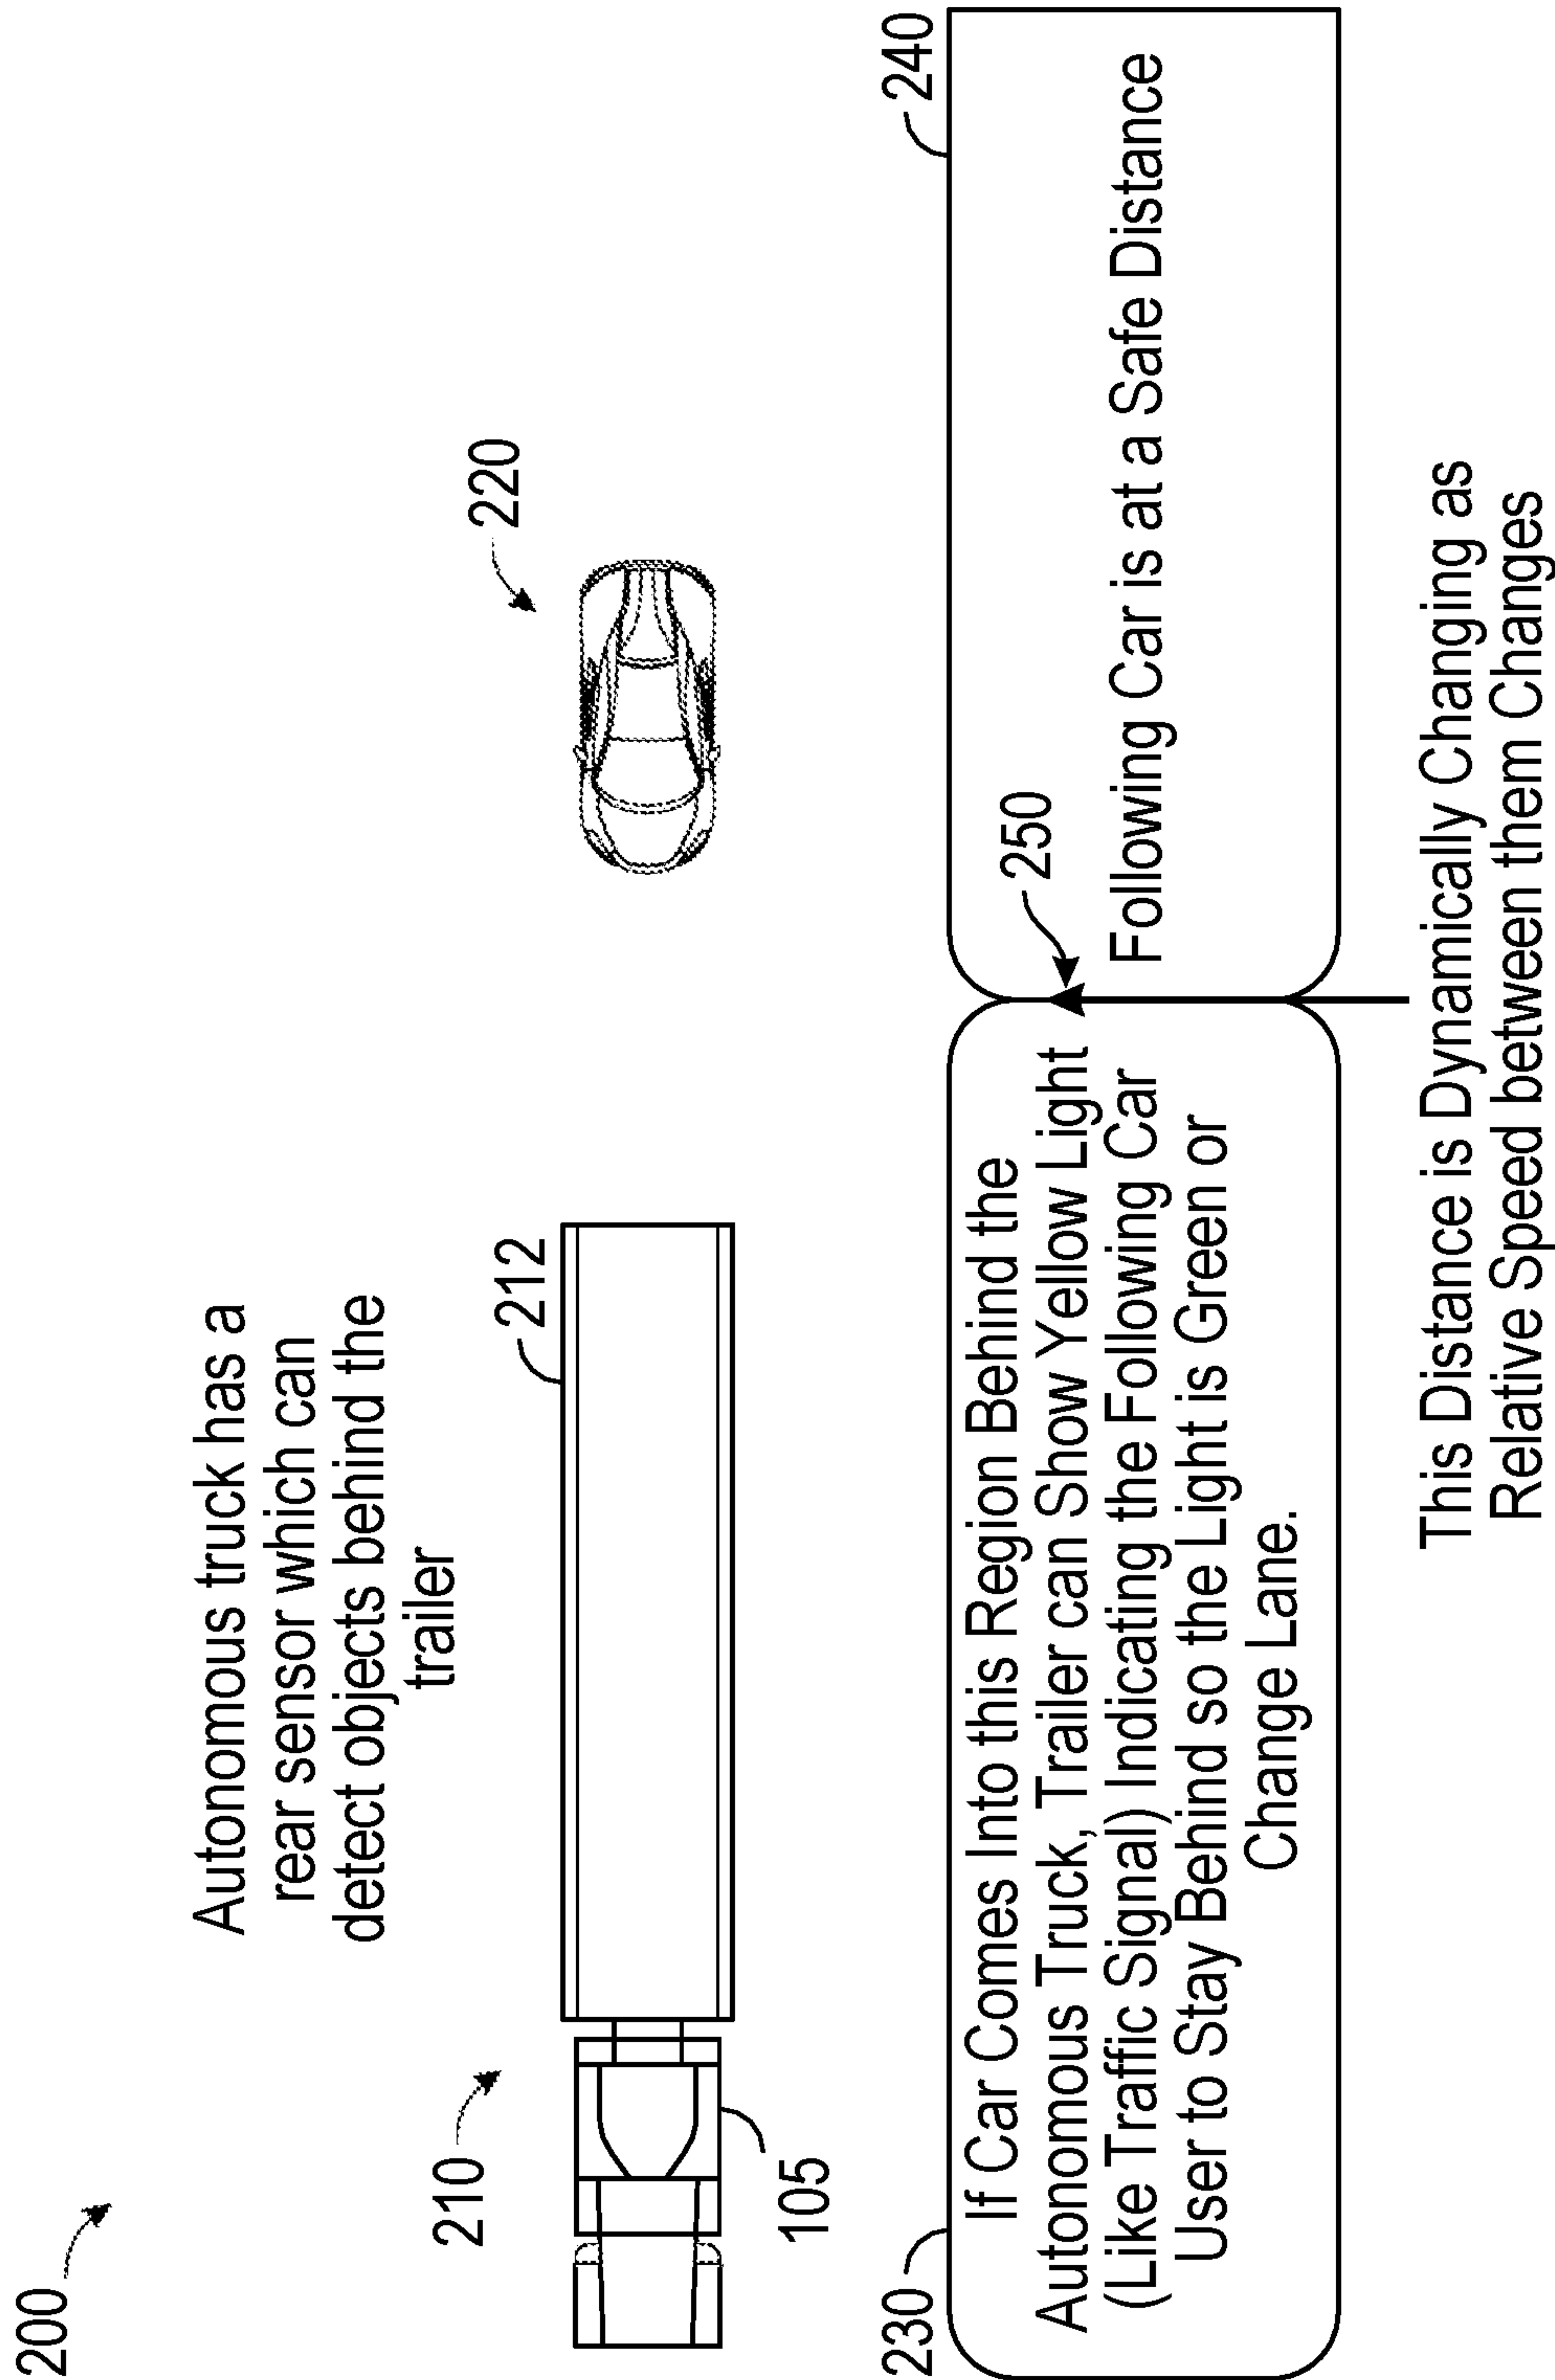 200
Autonomous truck has a
rear sensor which can
detect objects behind the
trailer
210
212
220
105
230
240
If Car Comes Into this Region Behind the
Autonomous Truck, Trailer can Show Yellow Light
(Like Traffic Signal) Indicating the Following Car
User to Stay Behind so the Light is Green or
Change Lane.
250
Following Car is at a Safe Distance
This Distance is Dynamically Changing as
Relative Speed between them Changes